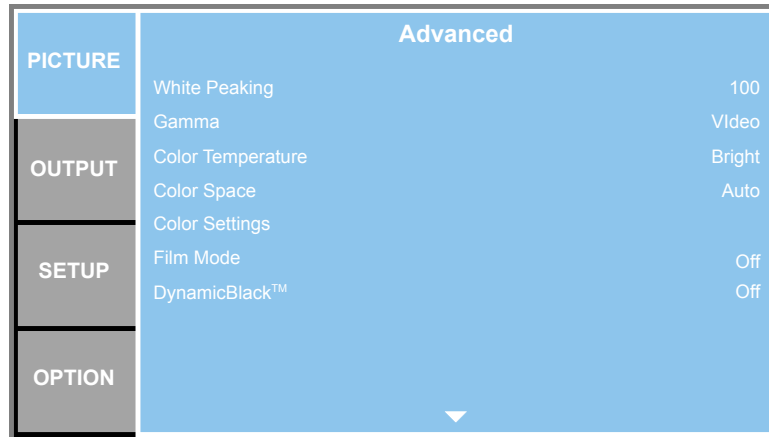 PICTURE
OUTPUT
SETUP
OPTION
Advanced
White Peaking 100
Gamma VIdeo
Color Temperature Bright
Color Space Auto
Color Settings
Film Mode Off
DynamicBlack™ Off